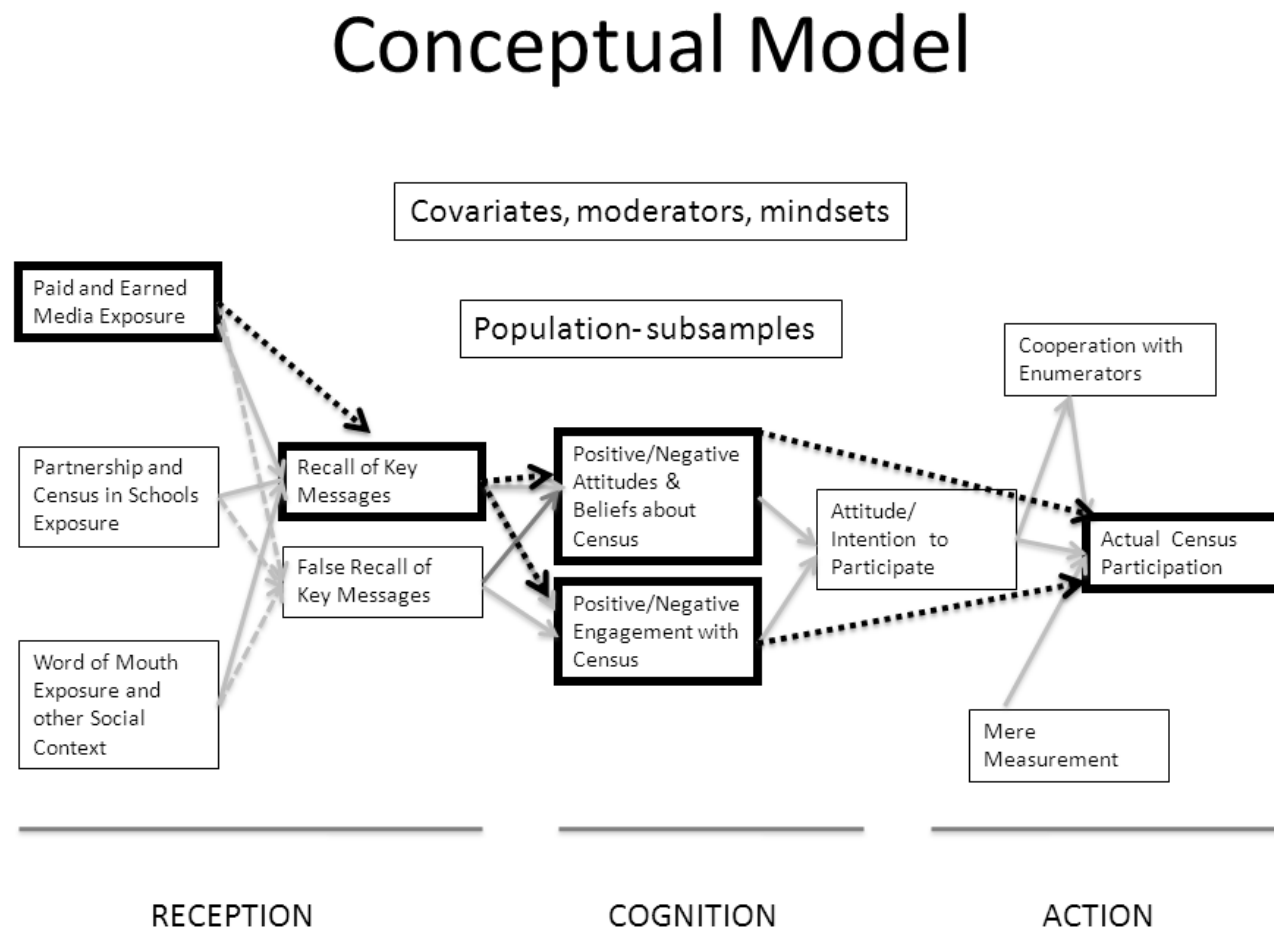 Conceptual Model
Covariates, moderators, mindsets
Paid and Earned
Media Exposure
Population-subsamples
Cooperation with
Enumerators
Partnership and
Census in Schools
Exposure
Recall of Key
Messages
Positive/Negative
Attitudes &
Beliefs about
Census
Attitude/
Intention to
Participate
Actual Census
Participation
False Recall of
Key Messages
Positive/Negative
Engagement with
Census
Word of Mouth
Exposure and
other Social
Context
Mere
Measurement
RECEPTION
COGNITION
ACTION